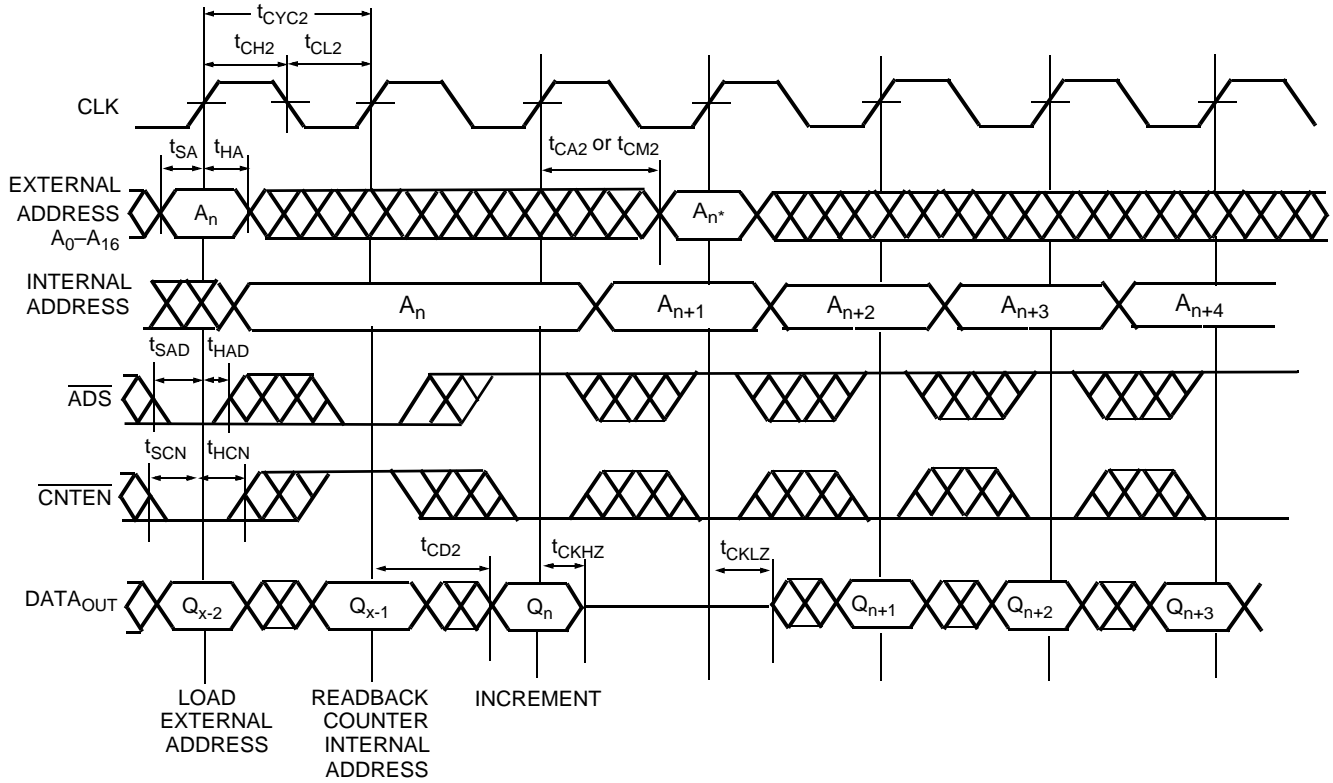 tCYC2
tCH2 tCL2
CLK
tSA tHA
tCA2 or tCM2
EXTERNAL
ADDRESS
A0–A16
An
An*
INTERNAL
ADDRESS
An
An+1
An+2
An+3
An+4
tSAD tHAD
ADS
tSCN tHCN
CNTEN
tCD2
tCKHZ
tCKLZ
DATAOUT
Qx-2
Qx-1
Qn
Qn+1
Qn+2
Qn+3
LOAD
EXTERNAL
ADDRESS
READBACK
COUNTER
INTERNAL
ADDRESS
INCREMENT